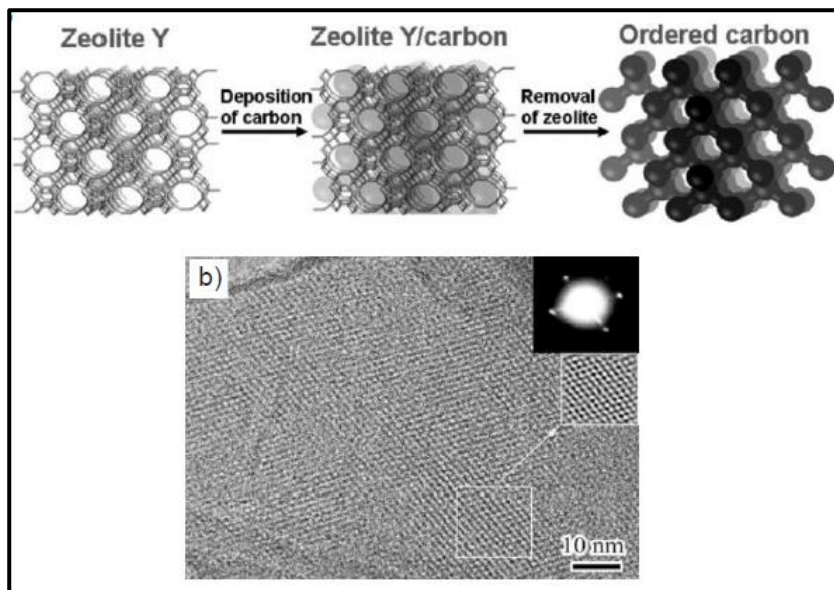 Zeolite Y
Zeolite Y/carbon
Ordered carbon
Deposition
of carbon
Removal
of zeolite
b)
10 nm